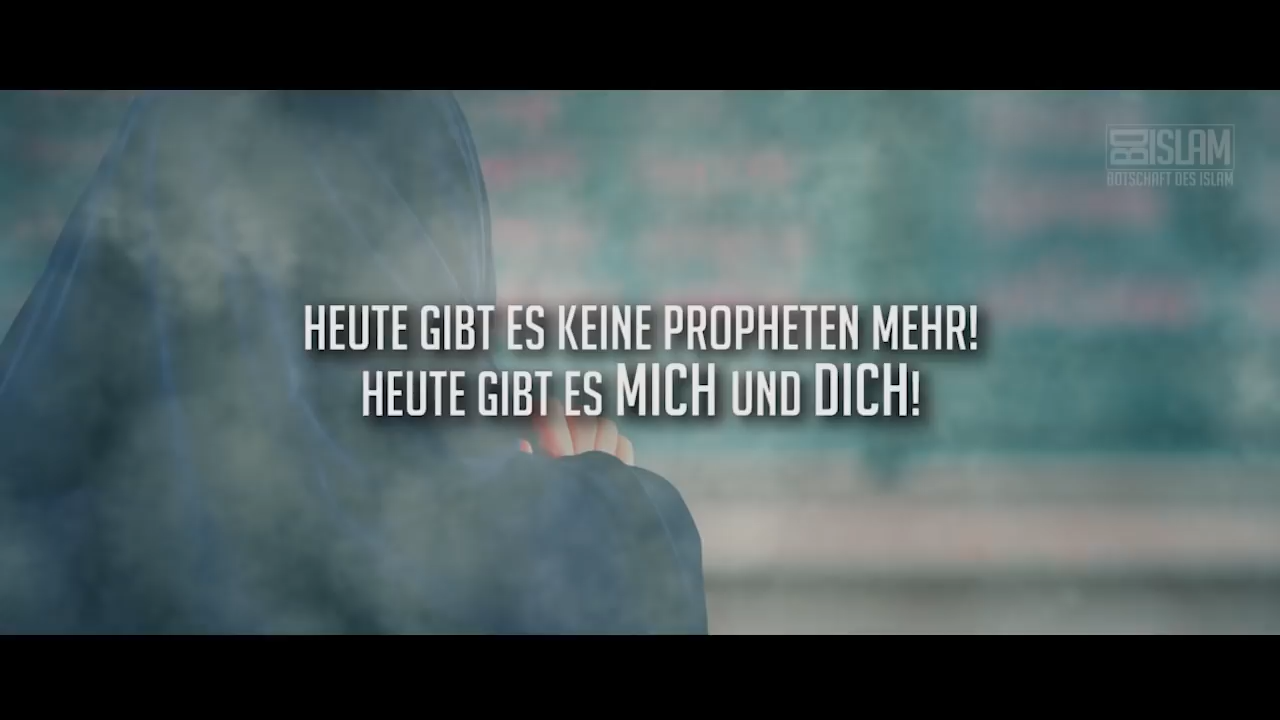 BDISLAM
BOTSCHAFT DES ISLAM
HEUTE GIBT ES KEINE PROPHETEN MEHR!
HEUTE GIBT ES MICH UND DICH!